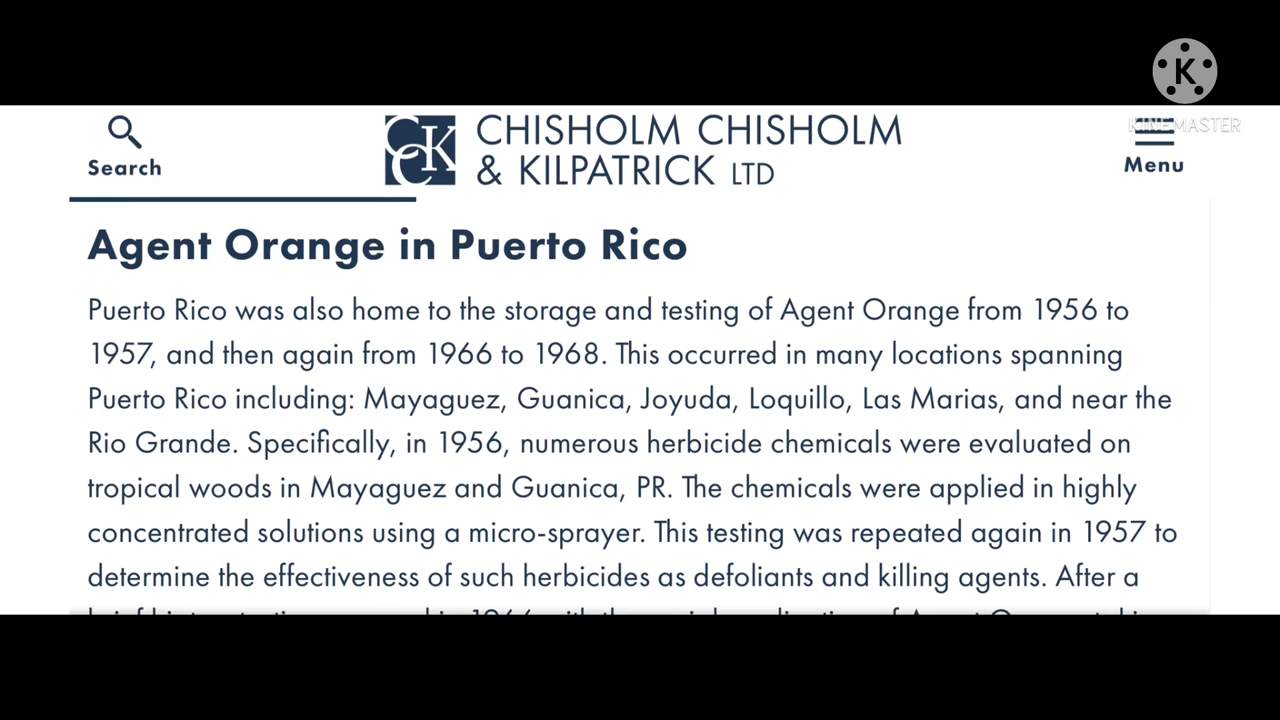 K
KINEMASTER
Search
CK
CHISHOLM CHISHOLM
& KILPATRICK LTD
Menu
Agent Orange in Puerto Rico
Puerto Rico was also home to the storage and testing of Agent Orange from 1956 to
1957, and then again from 1966 to 1968. This occurred in many locations spanning
Puerto Rico including: Mayaguez, Guanica, Joyuda, Loquillo, Las Marias, and near the
Rio Grande. Specifically, in 1956, numerous herbicide chemicals were evaluated on
tropical woods in Mayaguez and Guanica, PR. The chemicals were applied in highly
concentrated solutions using a micro-sprayer. This testing was repeated again in 1957 to
determine the effectiveness of such herbicides as defoliants and killing agents. After a